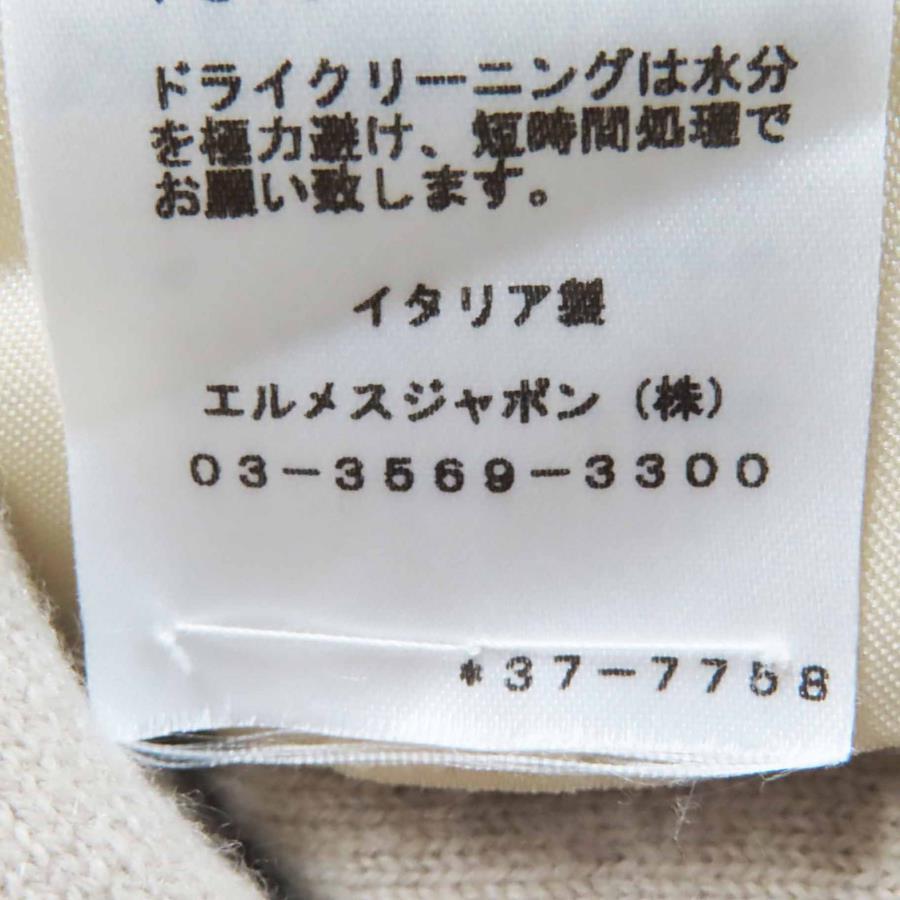 ドライクリーニングは水分
を極力避け、短時間処理で
お願い致します。
イタリア製
エルメスジャポン（株）
03-3569-3300
*37-7758